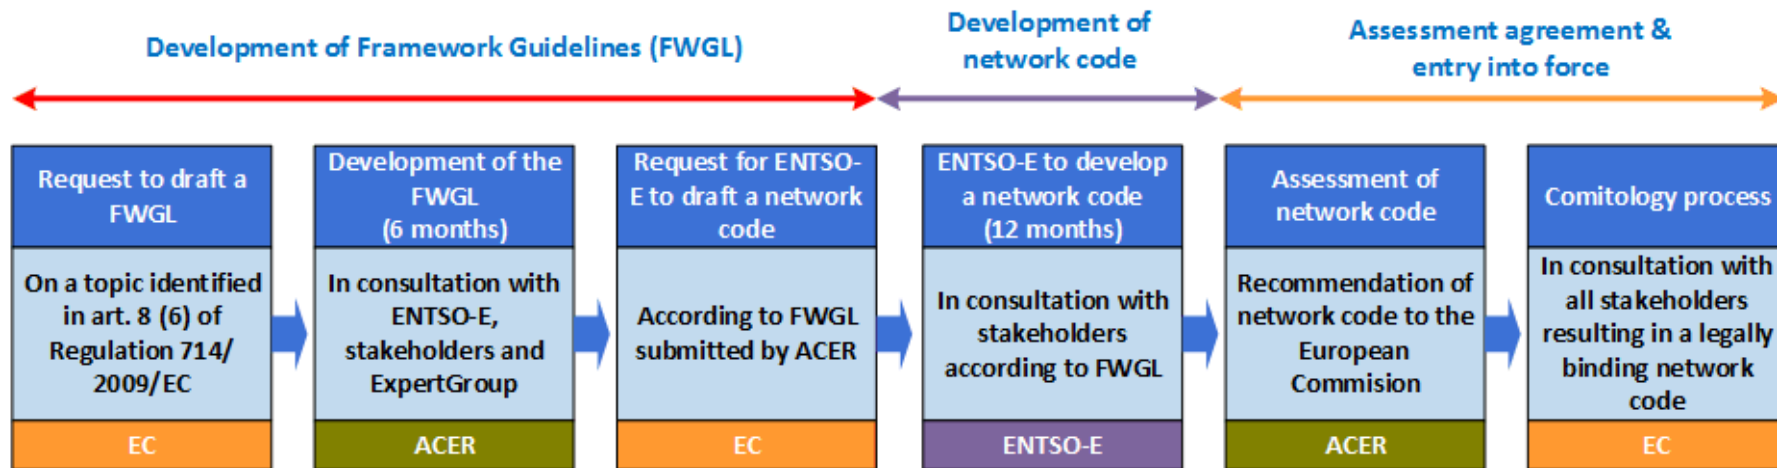 Development of Framework Guidelines (FWGL)
Development of
network code
Assessment agreement &
entry into force
Request to draft a
FWGL
On a topic identified
in art. 8 (6) of
Regulation 714/
2009/EC
EC
Development of the
FWGL
(6 months)
In consultation with
ENTSO-E,
stakeholders and
ExpertGroup
ACER
Request for ENTSO-
E to draft a network
code
According to FWGL
submitted by ACER
EC
ENTSO-E to develop
a network code
(12 months)
In consultation with
stakeholders
according to FWGL
ENTSO-E
Assessment of
network code
Recommendation of
network code to the
European
Commision
ACER
Comitology process
In consultation with
all stakeholders
resulting in a legally
binding network
code
EC